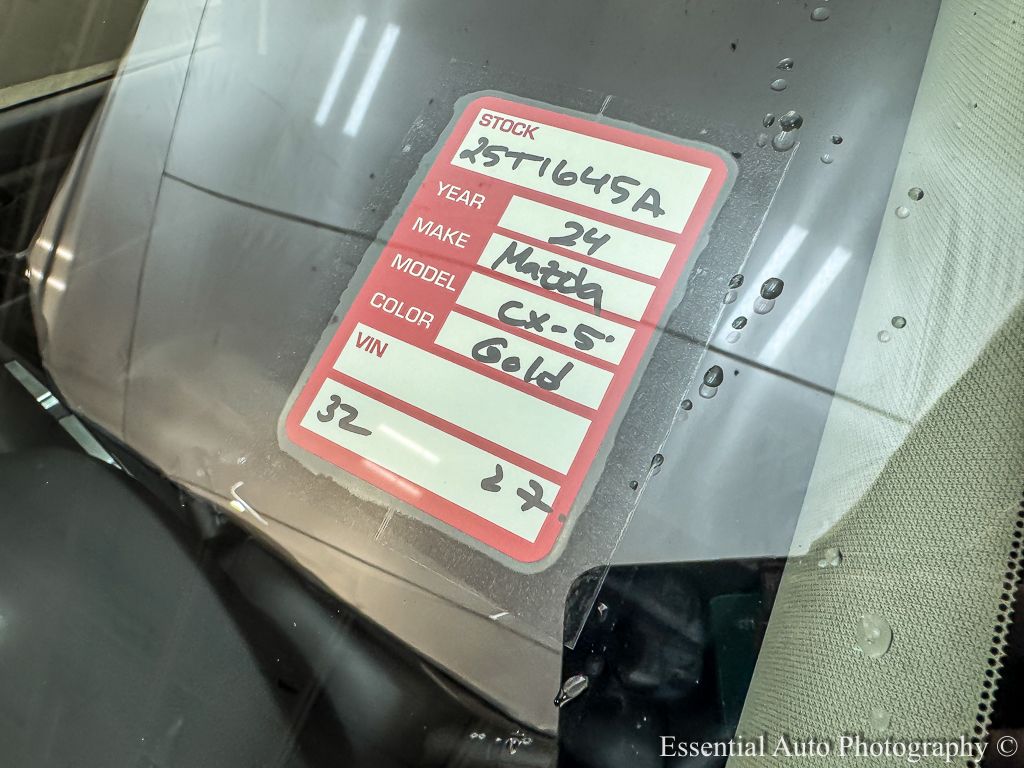 STOCK
25T1645A
YEAR 24
MAKE Mazda
MODEL CX-5
COLOR Gold
VIN
32 27
Essential Auto Photography ©